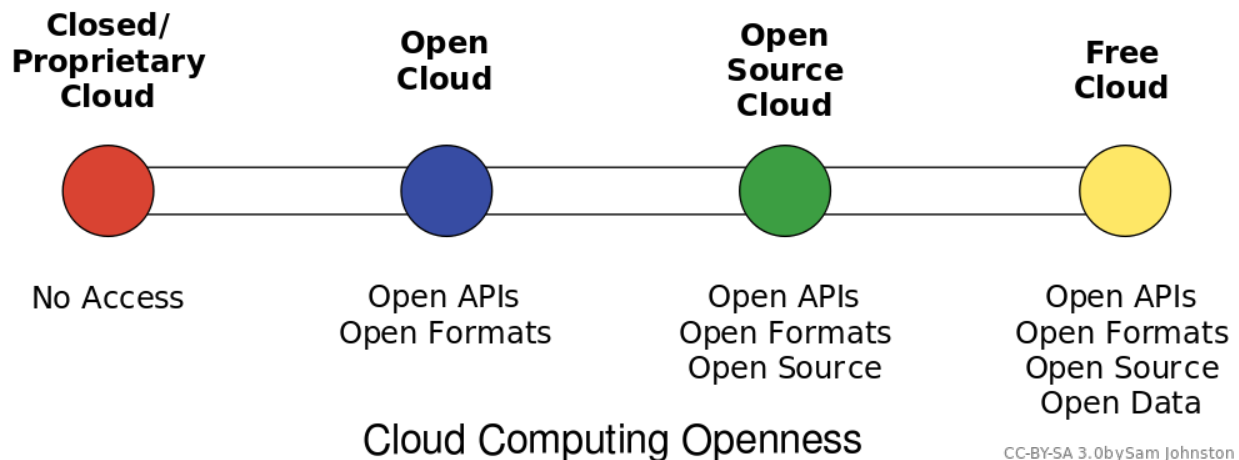 Closed/
Proprietary
Cloud
Open
Cloud
Open
Source
Cloud
Free
Cloud
No Access
Open APIs
Open Formats
Open APIs
Open Formats
Open Source
Open APIs
Open Formats
Open Source
Open Data
Cloud Computing Openness
CC-BY-SA 3.0bySam Johnston